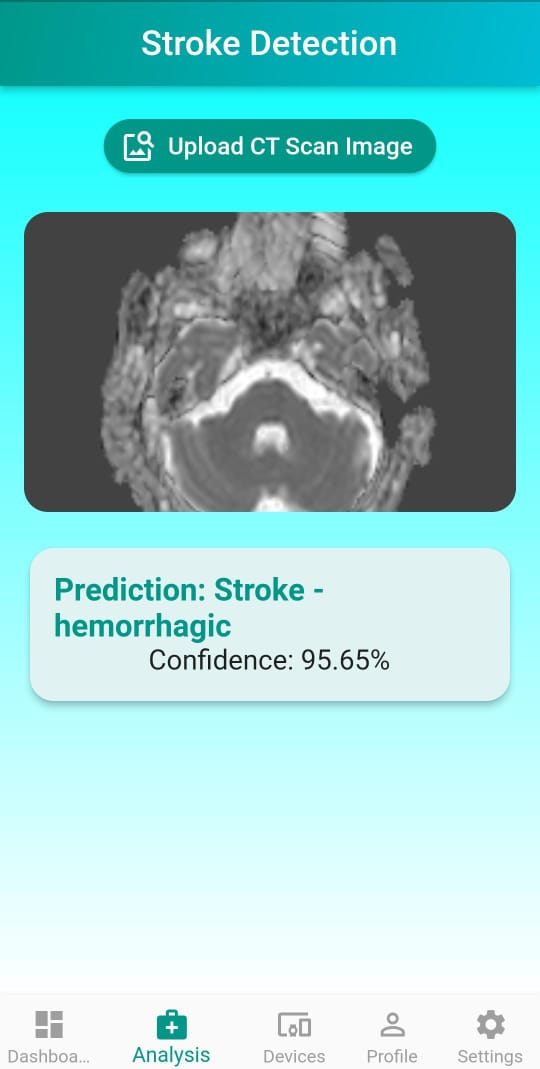 Stroke Detection
Upload CT Scan Image
Prediction: Stroke -
hemorrhagic
Confidence: 95.65%
Dashboa...
Analysis
Devices
Profile
Settings